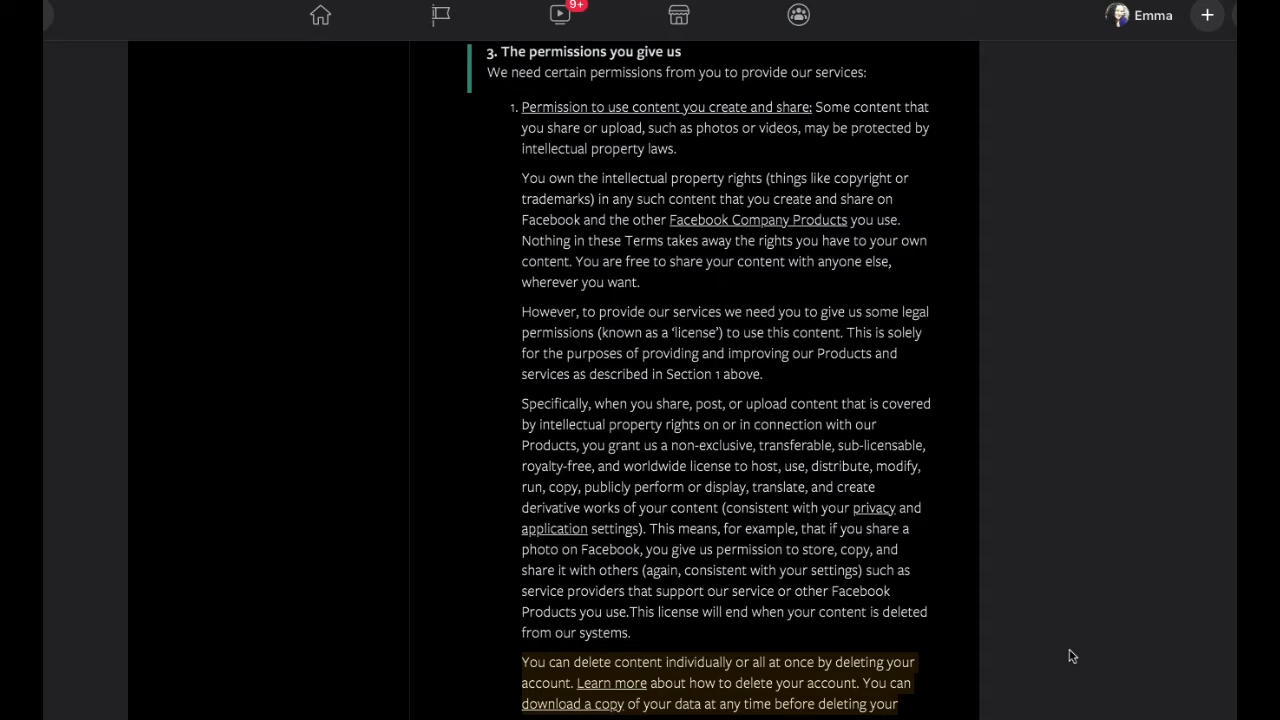 9+
Emma
3. The permissions you give us
We need certain permissions from you to provide our services:
1. Permission to use content you create and share: Some content that
you share or upload, such as photos or videos, may be protected by
intellectual property laws.
You own the intellectual property rights (things like copyright or
trademarks) in any such content that you create and share on
Facebook and the other Facebook Company Products you use.
Nothing in these Terms takes away the rights you have to your own
content. You are free to share your content with anyone else,
wherever you want.
However, to provide our services we need you to give us some legal
permissions (known as a ‘license’) to use this content. This is solely
for the purposes of providing and improving our Products and
services as described in Section 1 above.
Specifically, when you share, post, or upload content that is covered
by intellectual property rights on or in connection with our
Products, you grant us a non-exclusive, transferable, sub-licensable,
royalty-free, and worldwide license to host, use, distribute, modify,
run, copy, publicly perform or display, translate, and create
derivative works of your content (consistent with your privacy and
application settings). This means, for example, that if you share a
photo on Facebook, you give us permission to store, copy, and
share it with others (again, consistent with your settings) such as
service providers that support our service or other Facebook
Products you use.This license will end when your content is deleted
from our systems.
You can delete content individually or all at once by deleting your
account. Learn more about how to delete your account. You can
download a copy of your data at any time before deleting your